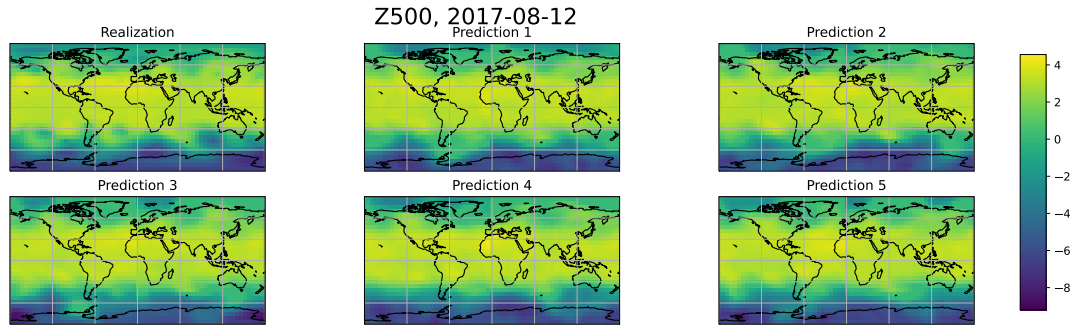 Z500, 2017-08-12
Realization
Prediction 1
Prediction 2
Prediction 3
Prediction 4
Prediction 5
4
2
0
−2
−4
−6
−8